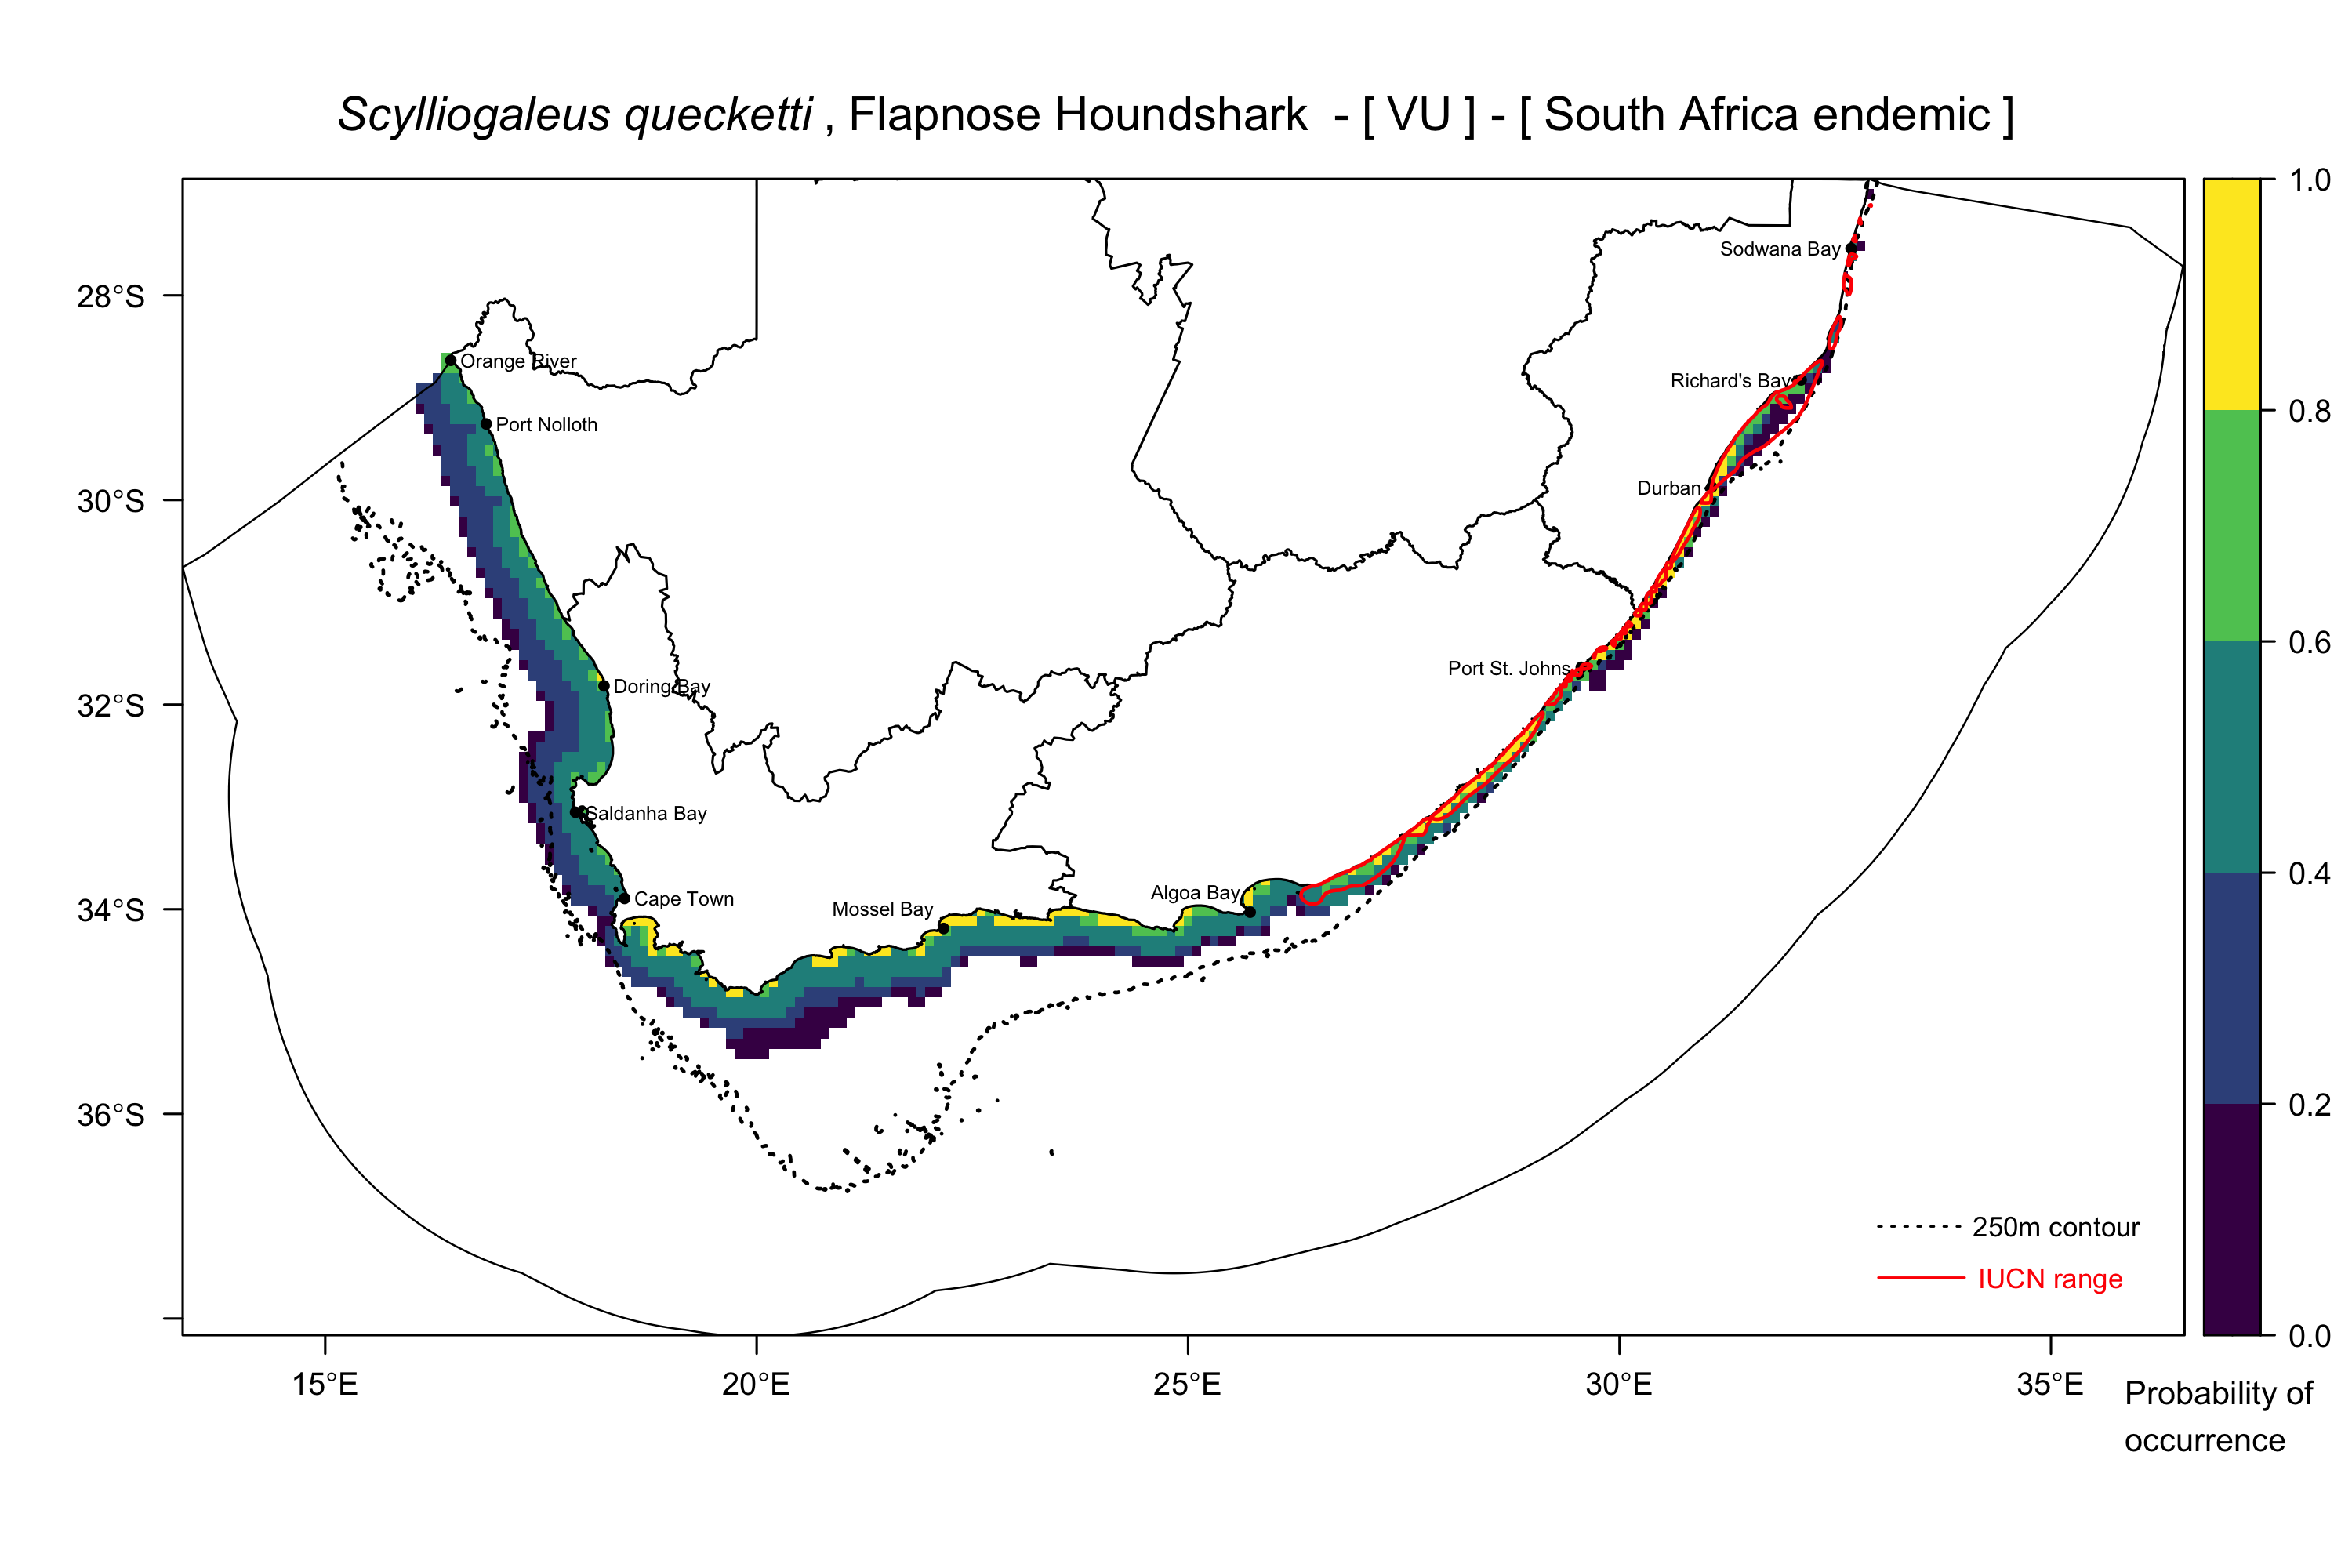 Scylliogaleus quecketti , Flapnose Houndshark - [ VU ] - [ South Africa endemic ]
1.0
Sodwana Bay
28°S
Orange River
Richard's Bay
0.8
Port Nolloth
Durban
30°S
0.6
Port St. Johns
Doring Bay
32°S
Saldanha Bay
0.4
Algoa Bay
Cape Town
Mossel Bay
34°S
0.2
36°S
250m contour
IUCN range
0.0
15°E
20°E
25°E
30°E
35°E
Probability of
occurrence